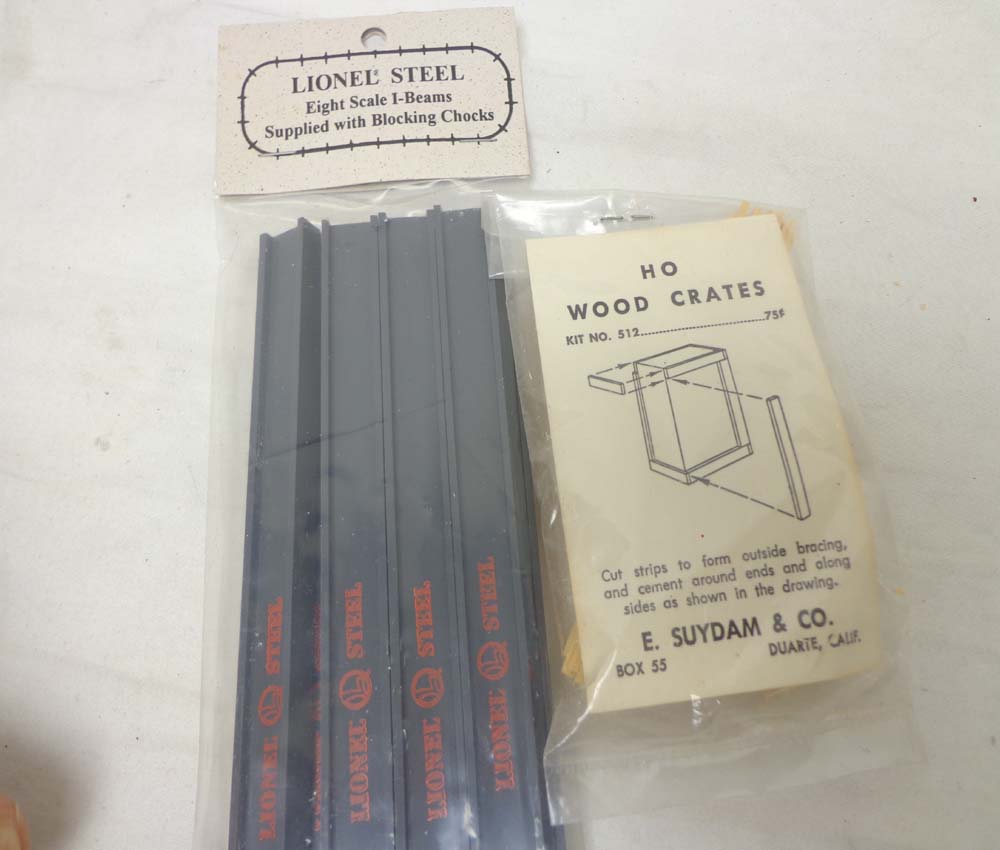 LIONEL® STEEL
Eight Scale I-Beams
Supplied with Blocking Chocks
HO
WOOD CRATES
KIT NO. 512..............................75¢
Cut strips to form outside bracing,
and cement around ends and along
sides as shown in the drawing.
E. SUYDAM & CO.
BOX 55 DUARTE, CALIF.
LIONEL L STEEL
LIONEL L STEEL
LIONEL L STEEL
LIONEL L STEEL